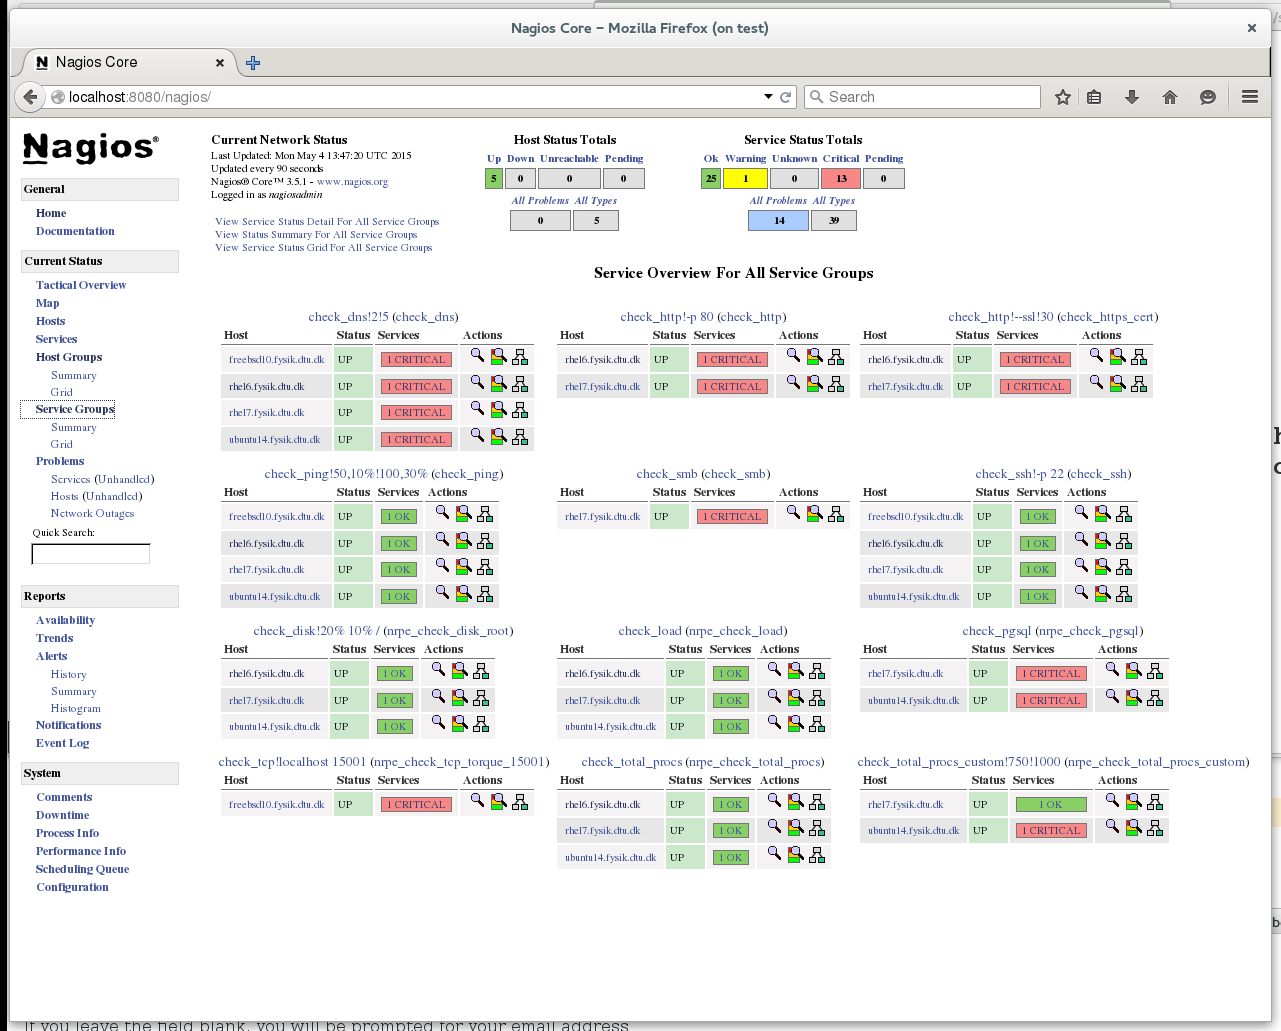 Nagios Core – Mozilla Firefox (on test)
Nagios Core
localhost:8080/nagios/
Search
Nagios®
General
Home
Documentation
Current Status
Tactical Overview
Map
Hosts
Services
Host Groups
Summary
Grid
Service Groups
Summary
Grid
Problems
Services (Unhandled)
Hosts (Unhandled)
Network Outages
Quick Search:
Reports
Availability
Trends
Alerts
History
Summary
Histogram
Notifications
Event Log
System
Comments
Downtime
Process Info
Performance Info
Scheduling Queue
Configuration
Current Network Status
Last Updated: Mon May 4 13:47:20 UTC 2015
Updated every 90 seconds
Nagios® Core™ 3.5.1 - www.nagios.org
Logged in as nagiosadmin
View Service Status Detail For All Service Groups
View Status Summary For All Service Groups
View Service Status Grid For All Service Groups
Host Status Totals
Up Down Unreachable Pending
5 0 0 0
All Problems All Types
0 5
Service Status Totals
Ok Warning Unknown Critical Pending
25 1 0 13 0
All Problems All Types
14 39
Service Overview For All Service Groups
check_dns!2!5 (check_dns)
Host Status Services Actions
freebsd10.fysik.dtu.dk UP 1 CRITICAL
rhel6.fysik.dtu.dk UP 1 CRITICAL
rhel7.fysik.dtu.dk UP 1 CRITICAL
ubuntu14.fysik.dtu.dk UP 1 CRITICAL
check_http!-p 80 (check_http)
Host Status Services Actions
rhel6.fysik.dtu.dk UP 1 CRITICAL
rhel7.fysik.dtu.dk UP 1 CRITICAL
check_http!--ssl!30 (check_https_cert)
Host Status Services Actions
rhel6.fysik.dtu.dk UP 1 CRITICAL
rhel7.fysik.dtu.dk UP 1 CRITICAL
check_ping!50,10%!100,30% (check_ping)
Host Status Services Actions
freebsd10.fysik.dtu.dk UP 1 OK
rhel6.fysik.dtu.dk UP 1 OK
rhel7.fysik.dtu.dk UP 1 OK
ubuntu14.fysik.dtu.dk UP 1 OK
check_smb (check_smb)
Host Status Services Actions
rhel7.fysik.dtu.dk UP 1 CRITICAL
check_ssh!-p 22 (check_ssh)
Host Status Services Actions
freebsd10.fysik.dtu.dk UP 1 OK
rhel6.fysik.dtu.dk UP 1 OK
rhel7.fysik.dtu.dk UP 1 OK
ubuntu14.fysik.dtu.dk UP 1 OK
check_disk!20% 10% / (nrpe_check_disk_root)
Host Status Services Actions
rhel6.fysik.dtu.dk UP 1 OK
rhel7.fysik.dtu.dk UP 1 OK
ubuntu14.fysik.dtu.dk UP 1 OK
check_load (nrpe_check_load)
Host Status Services Actions
rhel6.fysik.dtu.dk UP 1 OK
rhel7.fysik.dtu.dk UP 1 OK
ubuntu14.fysik.dtu.dk UP 1 OK
check_pgsql (nrpe_check_pgsql)
Host Status Services Actions
rhel7.fysik.dtu.dk UP 1 CRITICAL
ubuntu14.fysik.dtu.dk UP 1 CRITICAL
check_tcp!localhost 15001 (nrpe_check_tcp_torque_15001)
Host Status Services Actions
freebsd10.fysik.dtu.dk UP 1 CRITICAL
check_total_procs (nrpe_check_total_procs)
Host Status Services Actions
rhel6.fysik.dtu.dk UP 1 OK
rhel7.fysik.dtu.dk UP 1 OK
ubuntu14.fysik.dtu.dk UP 1 OK
check_total_procs_custom!750!1000 (nrpe_check_total_procs_custom)
Host Status Services Actions
rhel7.fysik.dtu.dk UP 1 OK
ubuntu14.fysik.dtu.dk UP 1 CRITICAL
If you leave the field blank, you will be prompted for your email address